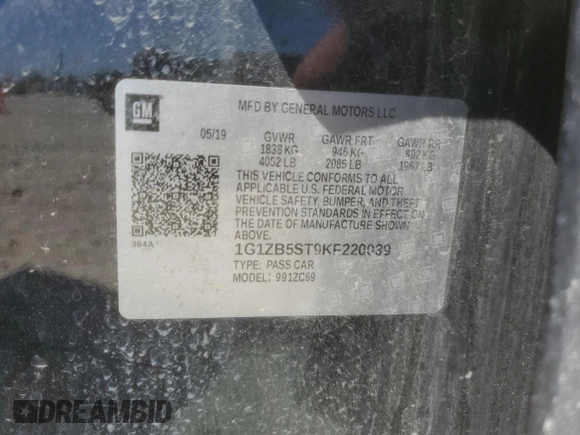 GM
MFD BY GENERAL MOTORS LLC
05/19 GVWR GAWR FRT GAWR RR
1838 KG 946 KG 892 KG
4052 LB 2085 LB 1967 LB
THIS VEHICLE CONFORMS TO ALL
APPLICABLE U.S. FEDERAL MOTOR
VEHICLE SAFETY, BUMPER, AND THEFT
PREVENTION STANDARDS IN EFFECT ON
THE DATE OF MANUFACTURE SHOWN
ABOVE.
384A
1G1ZB5ST9KF220039
TYPE: PASS CAR
MODEL: 991ZC69
DREAMBID